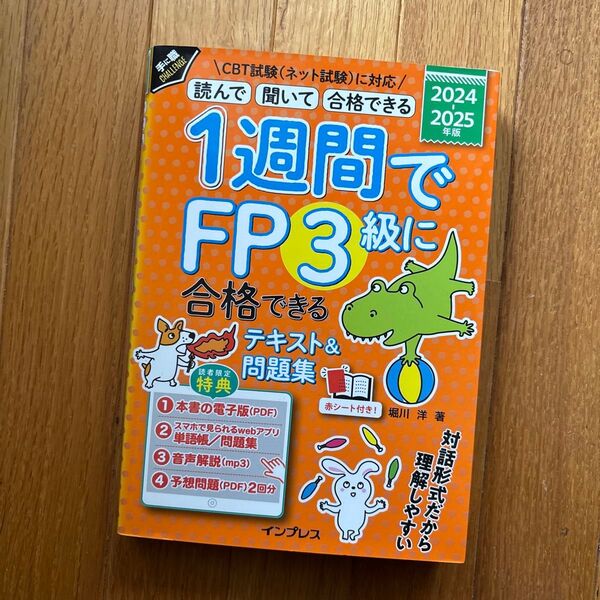 手に職
CHALLENGE
\CBT試験(ネット試験)に対応/
読んで 聞いて 合格できる
2024-
2025
年版
1週間で
FP3級に
合格できる
テキスト&
問題集
赤シート付き!
堀川 洋 著
読者限定
特典
1 本書の電子版(PDF)
2 スマホで見られるwebアプリ
単語帳/問題集
3 音声解説(mp3)
4 予想問題(PDF)2回分
対話形式だから
理解しやすい
インプレス